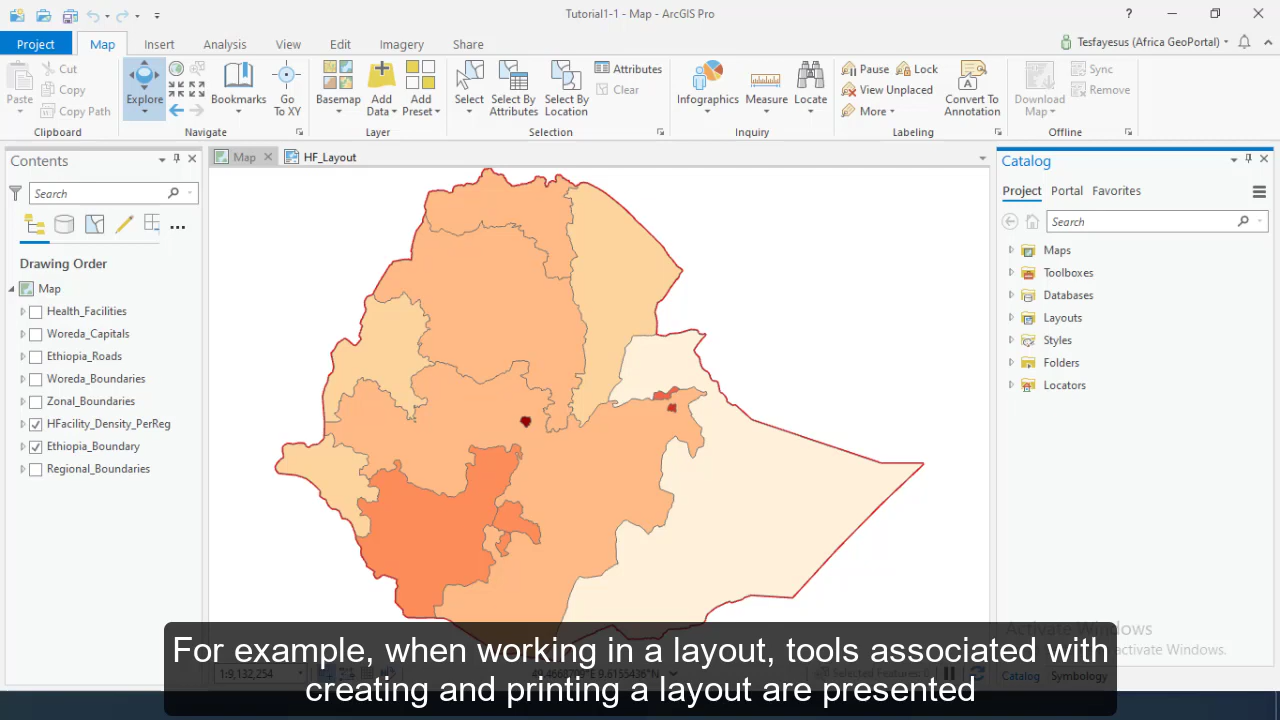 Tutorial1-1 - Map - ArcGIS Pro
?
Project
Map
Insert
Analysis
View
Edit
Imagery
Share
Tesfayesus (Africa GeoPortal)
Paste
Cut
Copy
Copy Path
Clipboard
Explore
Bookmarks
Go
To XY
Navigate
Basemap
Add
Data
Add
Preset
Layer
Select
Select By
Attributes
Select By
Location
Attributes
Clear
Selection
Infographics
Measure
Locate
Inquiry
Pause
Lock
View Unplaced
More
Convert To
Annotation
Labeling
Download
Map
Sync
Remove
Offline
Contents
Search
Drawing Order
Map
Health_Facilities
Woreda_Capitals
Ethiopia_Roads
Woreda_Boundaries
Zonal_Boundaries
HFacility_Density_PerReg
Ethiopia_Boundary
Regional_Boundaries
Map
HF_Layout
Catalog
Project
Portal
Favorites
Search
Maps
Toolboxes
Databases
Layouts
Styles
Folders
Locators
Activate Windows
activate Windows.
1:9,132,254
Catalog
Symbology
For example, when working in a layout, tools associated with
creating and printing a layout are presented